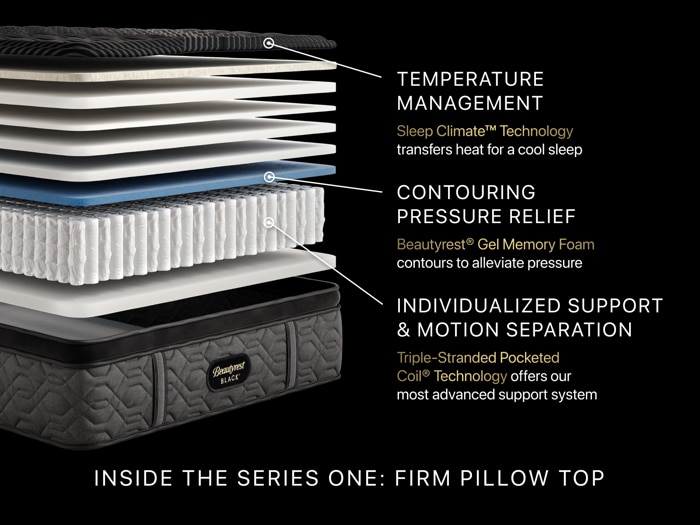 TEMPERATURE
MANAGEMENT
Sleep Climate™ Technology
transfers heat for a cool sleep
CONTOURING
PRESSURE RELIEF
Beautyrest® Gel Memory Foam
contours to alleviate pressure
INDIVIDUALIZED SUPPORT
& MOTION SEPARATION
Triple-Stranded Pocketed
Coil® Technology offers our
most advanced support system
Beautyrest
BLACK
INSIDE THE SERIES ONE: FIRM PILLOW TOP